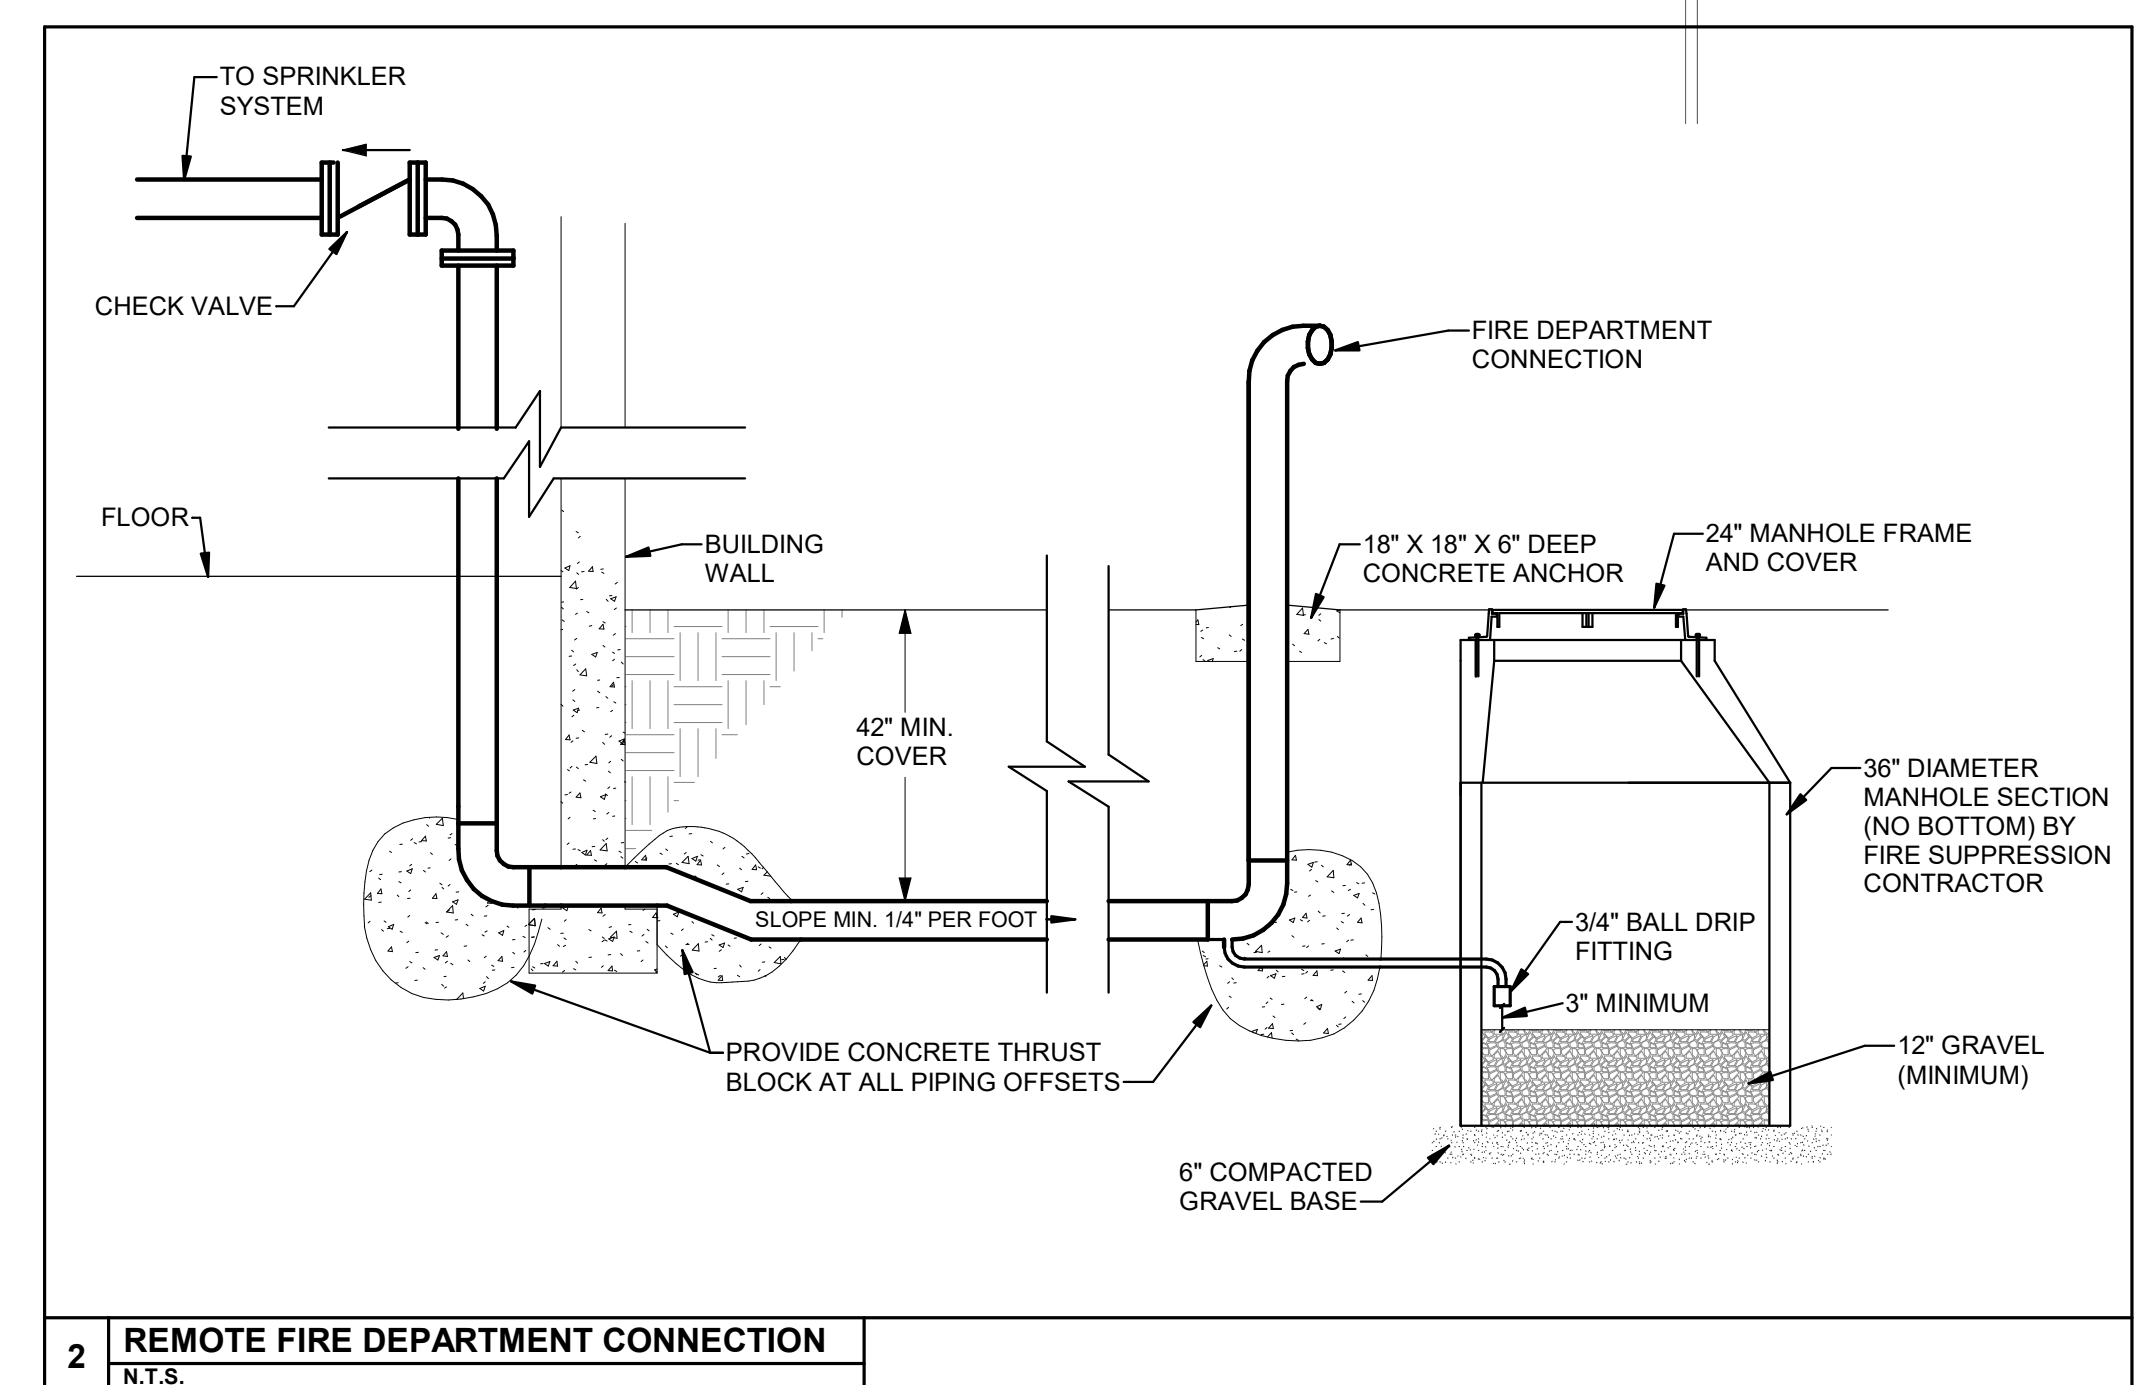 TO SPRINKLER
SYSTEM
CHECK VALVE
FIRE DEPARTMENT
CONNECTION
FLOOR
BUILDING
WALL
18" X 18" X 6" DEEP
CONCRETE ANCHOR
24" MANHOLE FRAME
AND COVER
42" MIN.
COVER
36" DIAMETER
MANHOLE SECTION
(NO BOTTOM) BY
FIRE SUPPRESSION
CONTRACTOR
SLOPE MIN. 1/4" PER FOOT
3/4" BALL DRIP
FITTING
3" MINIMUM
PROVIDE CONCRETE THRUST
BLOCK AT ALL PIPING OFFSETS
12" GRAVEL
(MINIMUM)
6" COMPACTED
GRAVEL BASE
2
REMOTE FIRE DEPARTMENT CONNECTION
N.T.S.